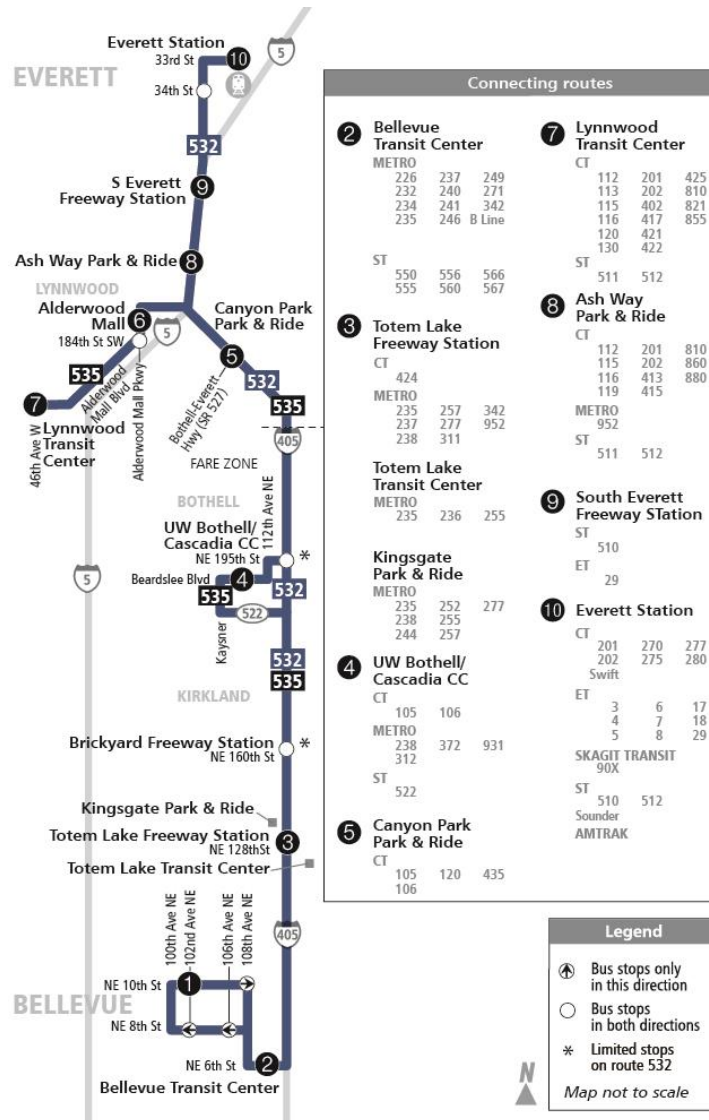 Everett Station
33rd St
10
5
EVERETT
34th St
532
S Everett
Freeway Station
9
Ash Way Park & Ride
8
LYNNWOOD
Alderwood
Mall
6
184th St SW
5
Canyon Park
Park & Ride
5
532
535
Alderwood
Mall Blvd
Alderwood Mall Pkwy
Bothell-Everett
Hwy (SR 527)
535
7
Lynnwood
Transit
Center
46th Ave W
405
FARE ZONE
BOTHELL
112th Ave NE
UW Bothell/
Cascadia CC
NE 195th St
*
5
Beardslee Blvd
4
535
532
Kaysner
522
532
535
KIRKLAND
Brickyard Freeway Station
*
NE 160th St
Kingsgate Park & Ride
Totem Lake Freeway Station
3
NE 128thSt
Totem Lake Transit Center
100th Ave NE
102nd Ave NE
106th Ave NE
108th Ave NE
405
NE 10th St
1
BELLEVUE
NE 8th St
NE 6th St
2
Bellevue Transit Center
Connecting routes
2 Bellevue
Transit Center
METRO
226 237 249
232 240 271
234 241 342
235 246 B Line
ST
550 556 566
555 560 567
3 Totem Lake
Freeway Station
CT
424
METRO
235 257 342
237 277 952
238 311
Totem Lake
Transit Center
METRO
235 236 255
Kingsgate
Park & Ride
METRO
235 252 277
238 255
244 257
4 UW Bothell/
Cascadia CC
CT
105 106
METRO
238 372 931
312
ST
522
5 Canyon Park
Park & Ride
CT
105 120 435
106
7 Lynnwood
Transit Center
CT
112 201 425
113 202 810
115 402 821
116 417 855
120 421
130 422
ST
511 512
8 Ash Way
Park & Ride
CT
112 201 810
115 202 860
116 413 880
119 415
METRO
952
ST
511 512
9 South Everett
Freeway STation
ST
510
ET
29
10 Everett Station
CT
201 270 277
202 275 280
Swift
ET
3 6 17
4 7 18
5 8 29
SKAGIT TRANSIT
90X
ST
510 512
Sounder
AMTRAK
Legend
Bus stops only
in this direction
Bus stops
in both directions
* Limited stops
on route 532
N
Map not to scale